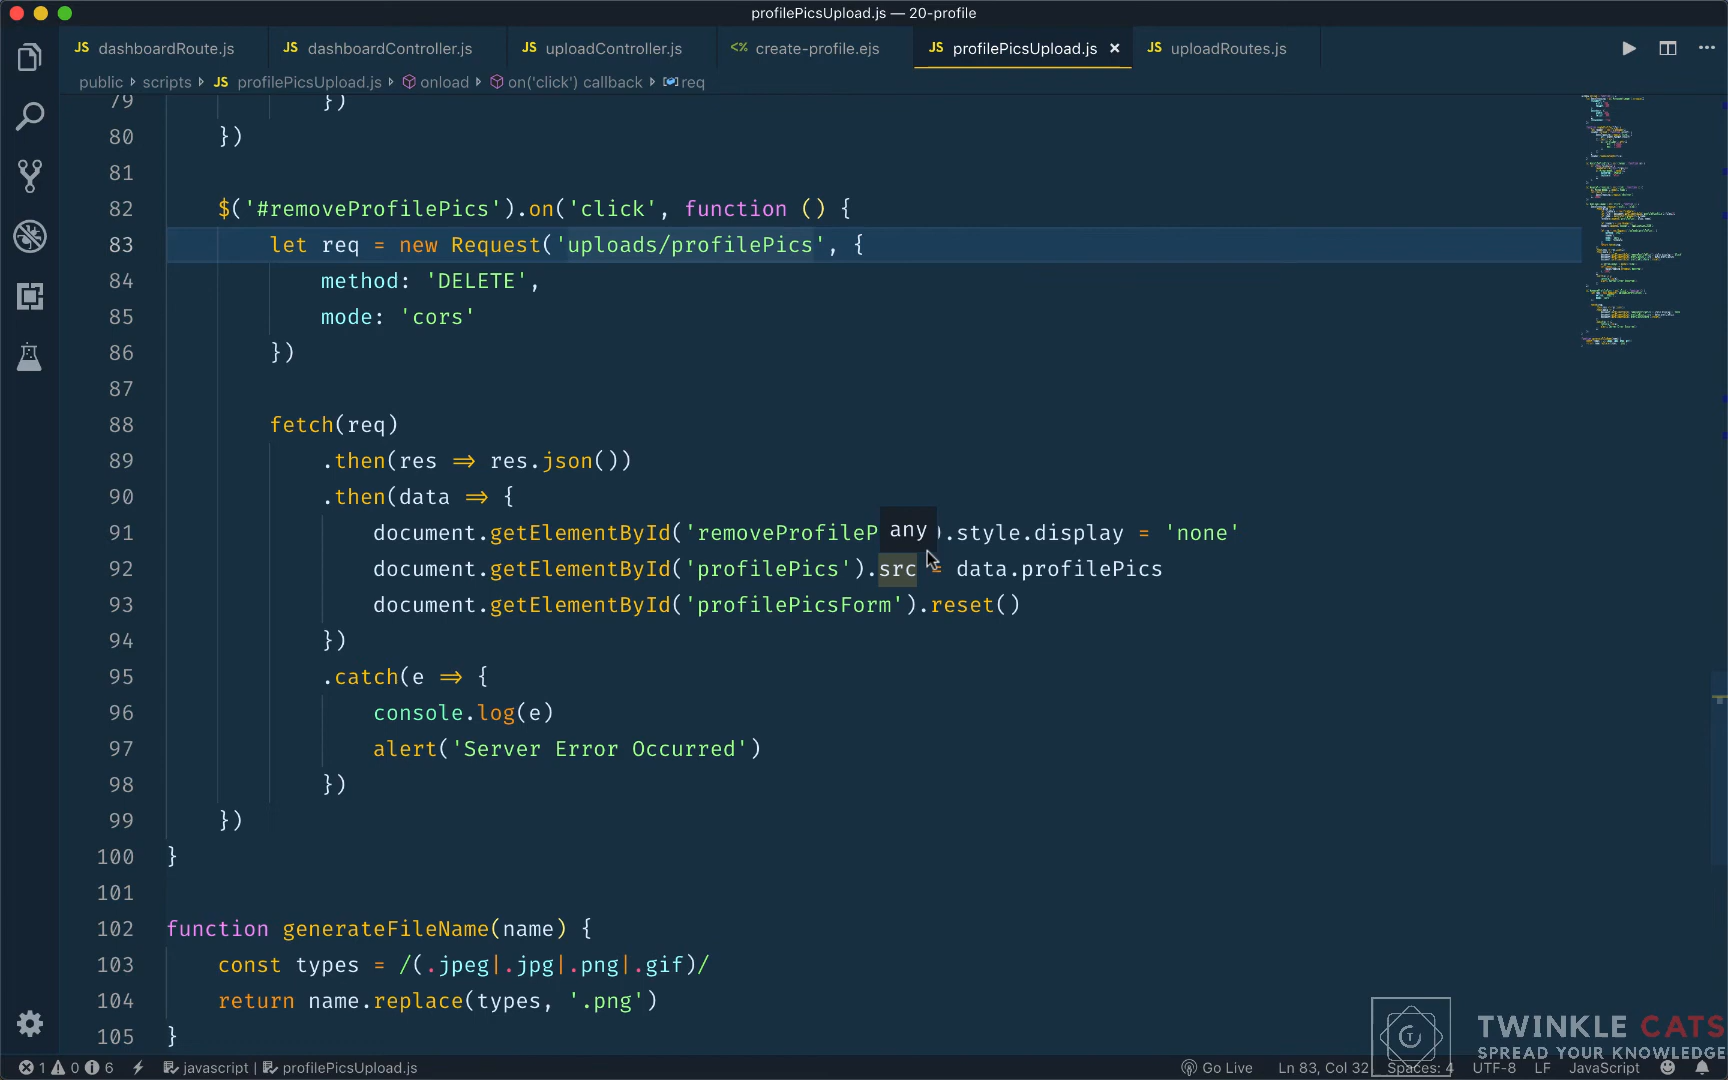 profilePicsUpload.js — 20-profile
JS dashboardRoute.js JS dashboardController.js JS uploadController.js <% create-profile.ejs JS profilePicsUpload.js × JS uploadRoutes.js
public scripts JS profilePicsUpload.js onload on('click') callback req
79 })
80 })
81
82 $('#removeProfilePics').on('click', function () {
83 let req = new Request('uploads/profilePics', {
84 method: 'DELETE',
85 mode: 'cors'
86 })
87
88 fetch(req)
89 .then(res => res.json())
90 .then(data => {
91 document.getElementById('removeProfileP any ).style.display = 'none'
92 document.getElementById('profilePics').src = data.profilePics
93 document.getElementById('profilePicsForm').reset()
94 })
95 .catch(e => {
96 console.log(e)
97 alert('Server Error Occurred')
98 })
99 })
100 }
101
102 function generateFileName(name) {
103 const types = /(.jpeg|.jpg|.png|.gif)/
104 return name.replace(types, '.png')
105 }
TWINKLE CATS
SPREAD YOUR KNOWLEDGE
1 0 6 javascript | profilePicsUpload.js Go Live Ln 83, Col 32 Spaces: 4 UTF-8 LF JavaScript